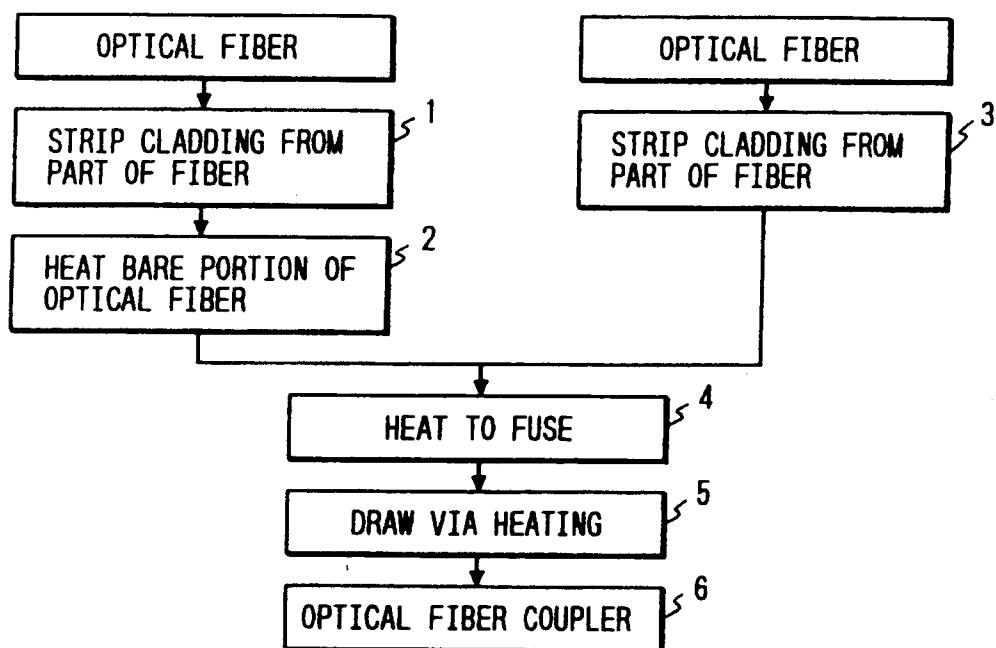 OPTICAL FIBER
OPTICAL FIBER
1
STRIP CLADDING FROM
PART OF FIBER
3
STRIP CLADDING FROM
PART OF FIBER
2
HEAT BARE PORTION OF
OPTICAL FIBER
4
HEAT TO FUSE
5
DRAW VIA HEATING
6
OPTICAL FIBER COUPLER